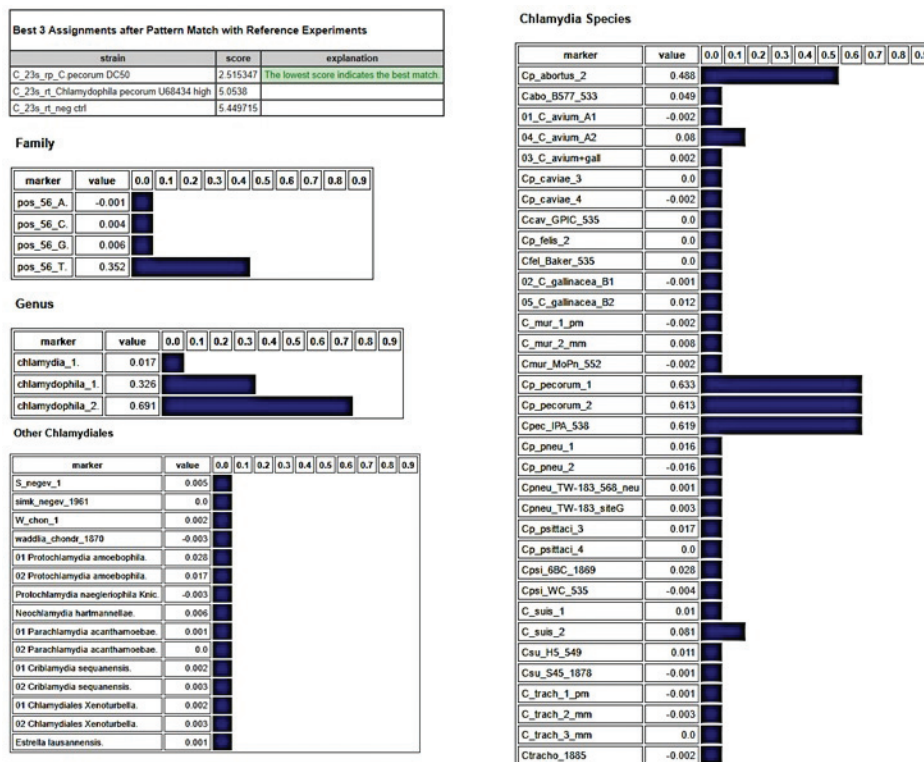 Best 3 Assignments after Pattern Match with Reference Experiments
strain score explanation
C_23s_rp_C.pecorum DC50 2.515347 The lowest score indicates the best match.
C_23s_rt_Chlamydophila pecorum U68434 high 5.0538
C_23s_rt_neg ctrl 5.449715
Family
marker value 0.0 0.1 0.2 0.3 0.4 0.5 0.6 0.7 0.8 0.9
pos_56_A. -0.001
pos_56_C. 0.004
pos_56_G. 0.006
pos_56_T. 0.352
Genus
marker value 0.0 0.1 0.2 0.3 0.4 0.5 0.6 0.7 0.8 0.9
chlamydia_1. 0.017
chlamydophila_1. 0.326
chlamydophila_2. 0.691
Other Chlamydiales
marker value 0.0 0.1 0.2 0.3 0.4 0.5 0.6 0.7 0.8 0.9
S_negev_1 0.005
simk_negev_1961 0.0
W_chon_1 0.002
waddlia_chondr_1870 -0.003
01 Protochlamydia amoebophila. 0.028
02 Protochlamydia amoebophila. 0.017
Protochlamydia naegleriophila Knic. -0.003
Neochlamydia hartmannellae. 0.006
01 Parachlamydia acanthamoebae. 0.001
02 Parachlamydia acanthamoebae. 0.0
01 Criblamydia sequanensis. 0.002
02 Criblamydia sequanensis. 0.003
01 Chlamydiales Xenoturbella. 0.002
02 Chlamydiales Xenoturbella. 0.003
Estrella lausannensis. 0.001
Chlamydia Species
marker value 0.0 0.1 0.2 0.3 0.4 0.5 0.6 0.7 0.8 0.9
Cp_abortus_2 0.488
Cabo_B577_533 0.049
01_C_avium_A1 -0.002
04_C_avium_A2 0.08
03_C_avium+gall 0.002
Cp_caviae_3 0.0
Cp_caviae_4 -0.002
Ccav_GPIC_535 0.0
Cp_felis_2 0.0
Cfel_Baker_535 0.0
02_C_gallinacea_B1 -0.001
05_C_gallinacea_B2 0.012
C_mur_1_pm -0.002
C_mur_2_mm 0.008
Cmur_MoPn_552 -0.002
Cp_pecorum_1 0.633
Cp_pecorum_2 0.613
Cpec_IPA_538 0.619
Cp_pneu_1 0.016
Cp_pneu_2 -0.016
Cpneu_TW-183_568_neu 0.001
Cpneu_TW-183_siteG 0.003
Cp_psittaci_3 0.017
Cp_psittaci_4 0.0
Cpsi_6BC_1869 0.028
Cpsi_WC_535 -0.004
C_suis_1 0.01
C_suis_2 0.081
Csu_H5_549 0.011
Csu_S45_1878 -0.001
C_trach_1_pm -0.001
C_trach_2_mm -0.003
C_trach_3_mm 0.0
Ctracho_1885 -0.002